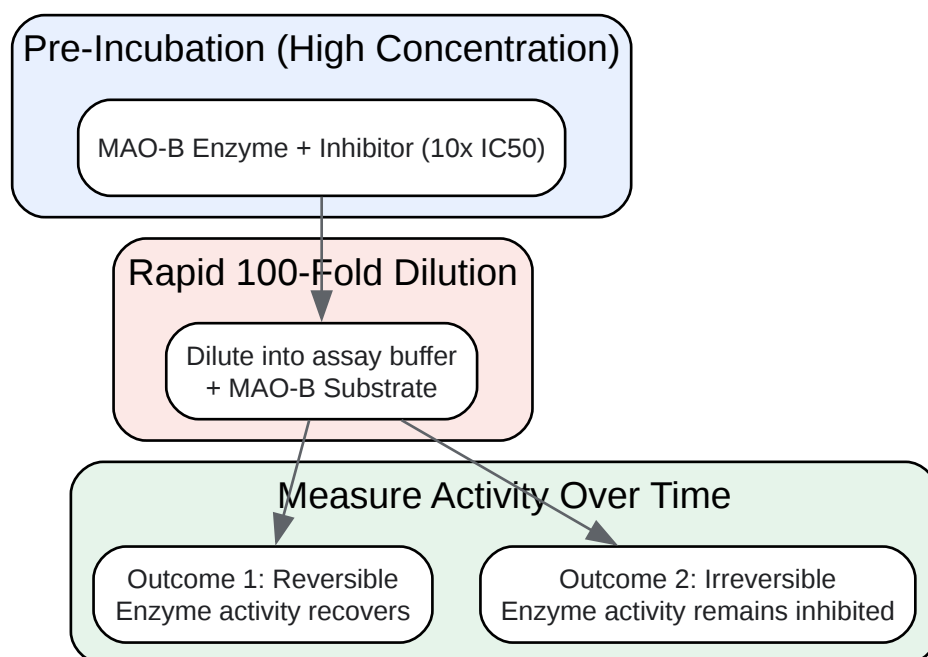 Pre-Incubation (High Concentration)
MAO-B Enzyme + Inhibitor (10x IC50)
Rapid 100-Fold Dilution
Dilute into assay buffer
+ MAO-B Substrate
Measure Activity Over Time
Outcome 1: Reversible
Enzyme activity recovers
Outcome 2: Irreversible
Enzyme activity remains inhibited